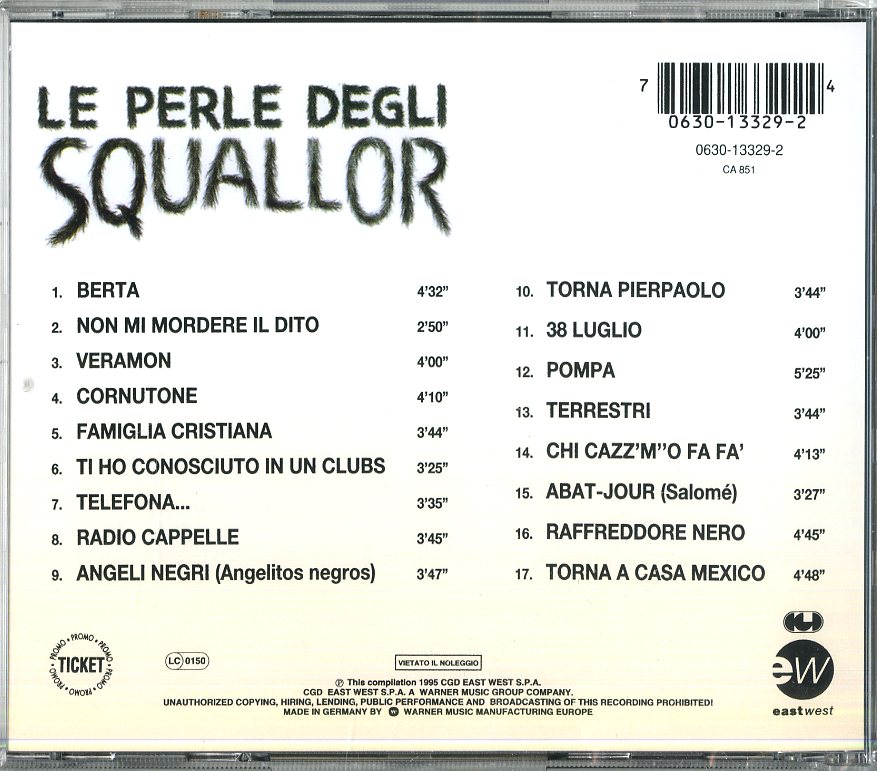 LE PERLE DEGLI
SQUALLOR
7 0630-13329-2 4
0630-13329-2
CA 851
1. BERTA 4'32"
2. NON MI MORDERE IL DITO 2'50"
3. VERAMON 4'00"
4. CORNUTONE 4'10"
5. FAMIGLIA CRISTIANA 3'44"
6. TI HO CONOSCIUTO IN UN CLUBS 3'25"
7. TELEFONA... 3'35"
8. RADIO CAPPELLE 3'45"
9. ANGELI NEGRI (Angelitos negros) 3'47"
10. TORNA PIERPAOLO 3'44"
11. 38 LUGLIO 4'00"
12. POMPA 5'25"
13. TERRESTRI 3'44"
14. CHI CAZZ'M''O FA FA' 4'13"
15. ABAT-JOUR (Salomé) 3'27"
16. RAFFREDDORE NERO 4'45"
17. TORNA A CASA MEXICO 4'48"
PROMO • PROMO • PROMO • PROMO • PROMO • PROMO •
TICKET
LC 0150
VIETATO IL NOLEGGIO
℗ This compilation 1995 CGD EAST WEST S.P.A.
CGD EAST WEST S.P.A. A WARNER MUSIC GROUP COMPANY.
UNAUTHORIZED COPYING, HIRING, LENDING, PUBLIC PERFORMANCE AND BROADCASTING OF THIS RECORDING PROHIBITED!
MADE IN GERMANY BY WARNER MUSIC MANUFACTURING EUROPE
ew
eastwest